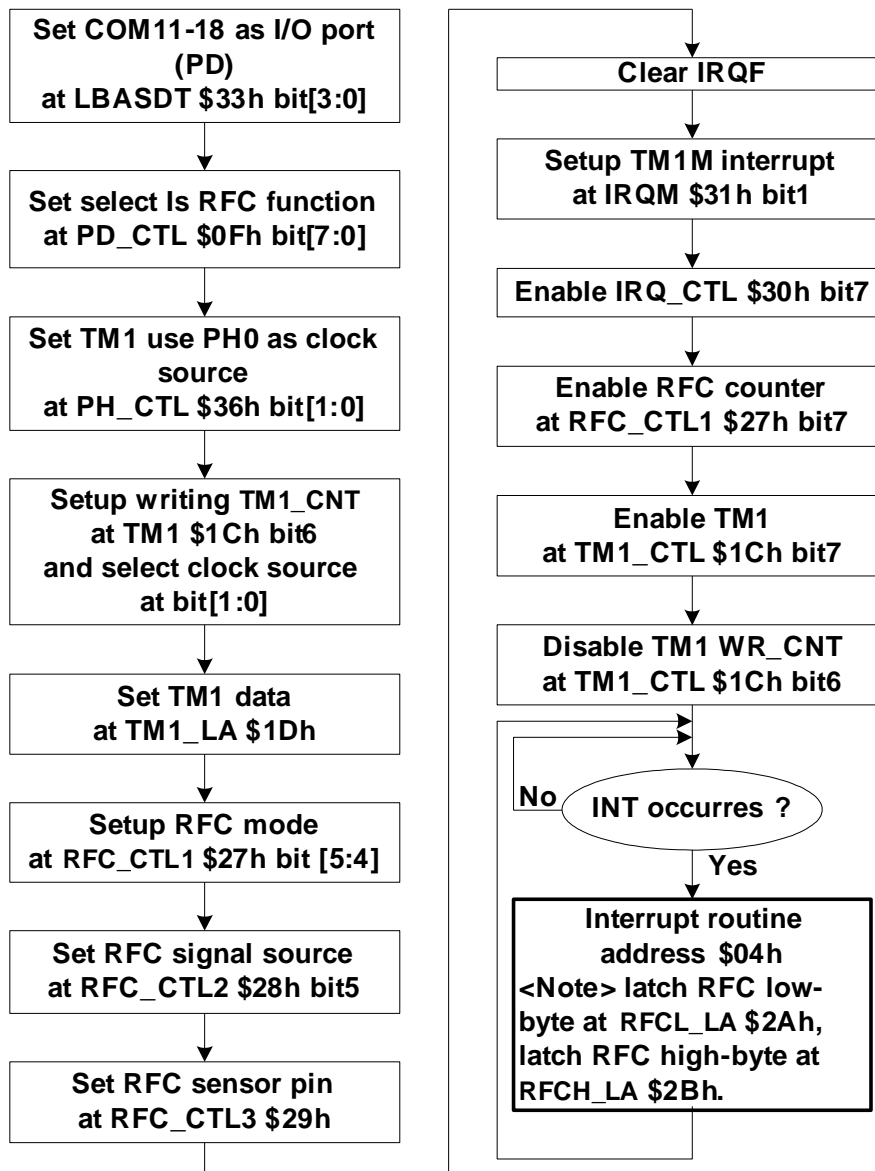 Set COM11-18 as I/O port
(PD)
at LBASDT $33h bit[3:0]
Set select Is RFC function
at PD_CTL $0Fh bit[7:0]
Set TM1 use PH0 as clock
source
at PH_CTL $36h bit[1:0]
Setup writing TM1_CNT
at TM1 $1Ch bit6
and select clock source
at bit[1:0]
Set TM1 data
at TM1_LA $1Dh
Setup RFC mode
at RFC_CTL1 $27h bit [5:4]
Set RFC signal source
at RFC_CTL2 $28h bit5
Set RFC sensor pin
at RFC_CTL3 $29h
Clear IRQF
Setup TM1M interrupt
at IRQM $31h bit1
Enable IRQ_CTL $30h bit7
Enable RFC counter
at RFC_CTL1 $27h bit7
Enable TM1
at TM1_CTL $1Ch bit7
Disable TM1 WR_CNT
at TM1_CTL $1Ch bit6
No
INT occurres ?
Yes
Interrupt routine
address $04h
<Note> latch RFC low-
byte at RFCL_LA $2Ah,
latch RFC high-byte at
RFCH_LA $2Bh.